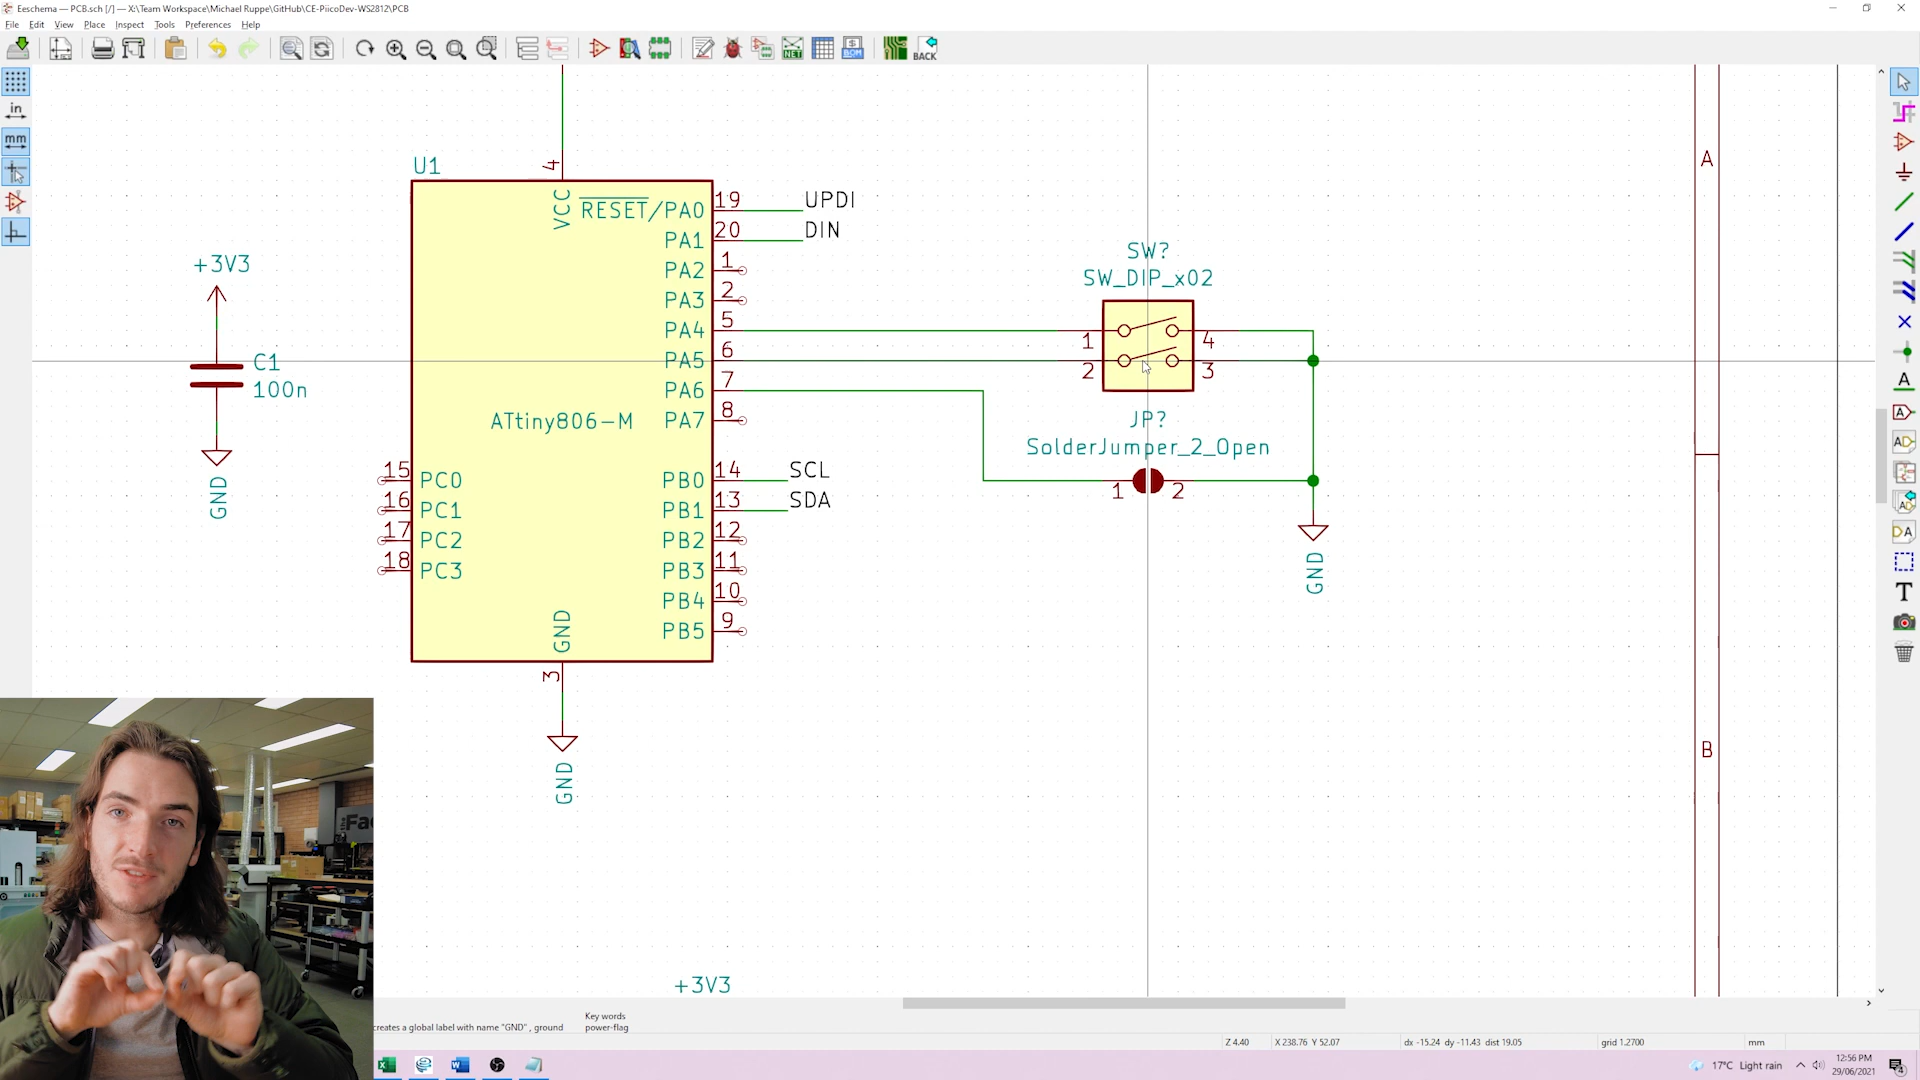 Eeschema — PCB.sch [/] — X:\Team Workspace\Michael Ruppe\GitHub\CE-PiicoDev-WS2812\PCB
File Edit View Place Inspect Tools Preferences Help
BACK
in
mm
U1
4
VCC
RESET/PA0 19 UPDI
PA1 20 DIN
PA2 1
PA3 2
PA4 5
PA5 6
PA6 7
PA7 8
ATtiny806-M
15 PC0
16 PC1
17 PC2
18 PC3
PB0 14 SCL
PB1 13 SDA
PB2 12
PB3 11
PB4 10
PB5 9
GND
3
GND
+3V3
C1
100n
GND
SW?
SW_DIP_x02
1 4
2 3
JP?
SolderJumper_2_Open
1 2
GND
A
B
+3V3
Key words
creates a global label with name "GND" , ground power-flag
Z 4.40 X 238.76 Y 52.07 dx -15.24 dy -11.43 dist 19.05 grid 1.2700 mm
17°C Light rain
12:56 PM
29/06/2021